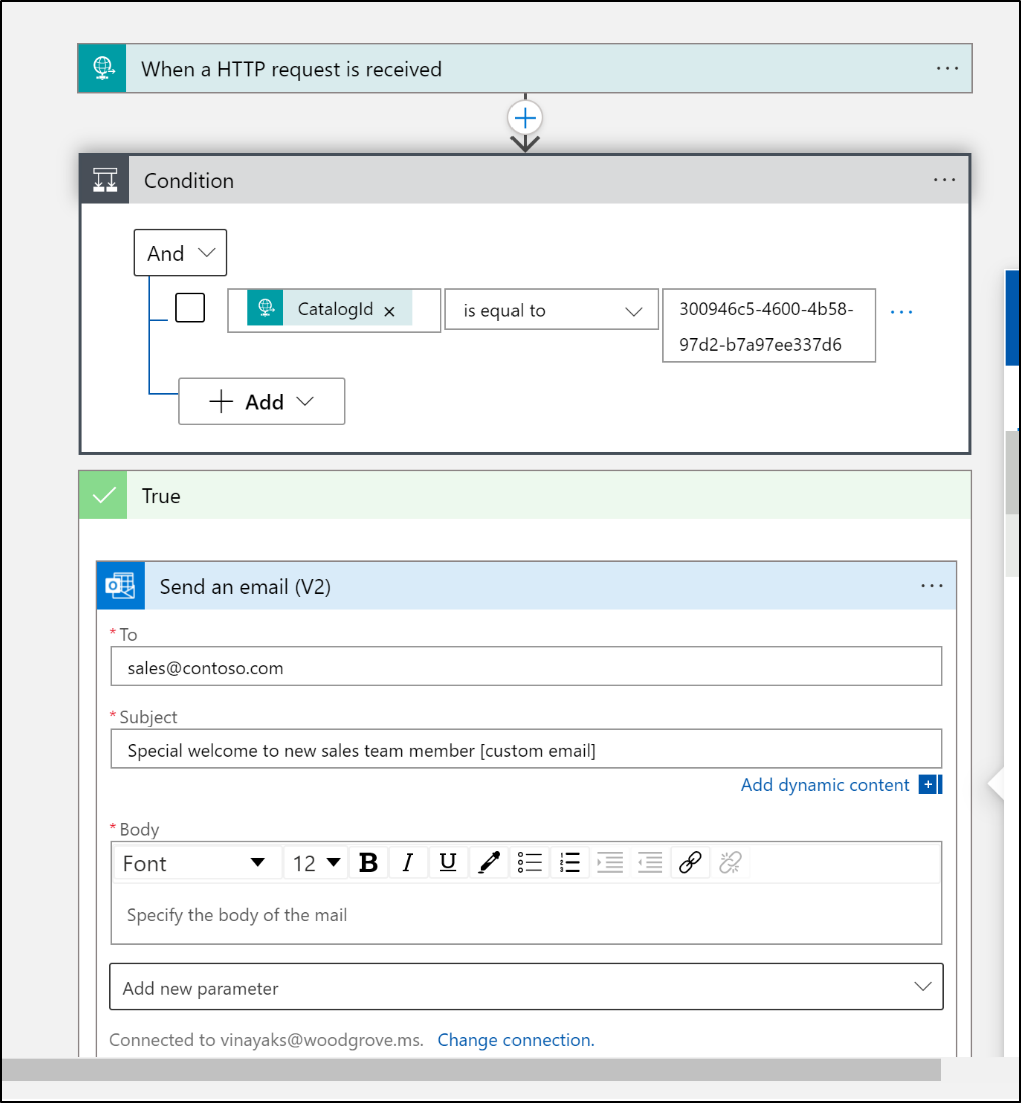 When a HTTP request is received
Condition
And
CatalogId
is equal to
300946c5-4600-4b58-
97d2-b7a97ee337d6
Add
True
Send an email (V2)
* To
sales@contoso.com
* Subject
Special welcome to new sales team member [custom email]
Add dynamic content
* Body
Font 12 B I U
Specify the body of the mail
Add new parameter
Connected to vinayaks@woodgrove.ms. Change connection.